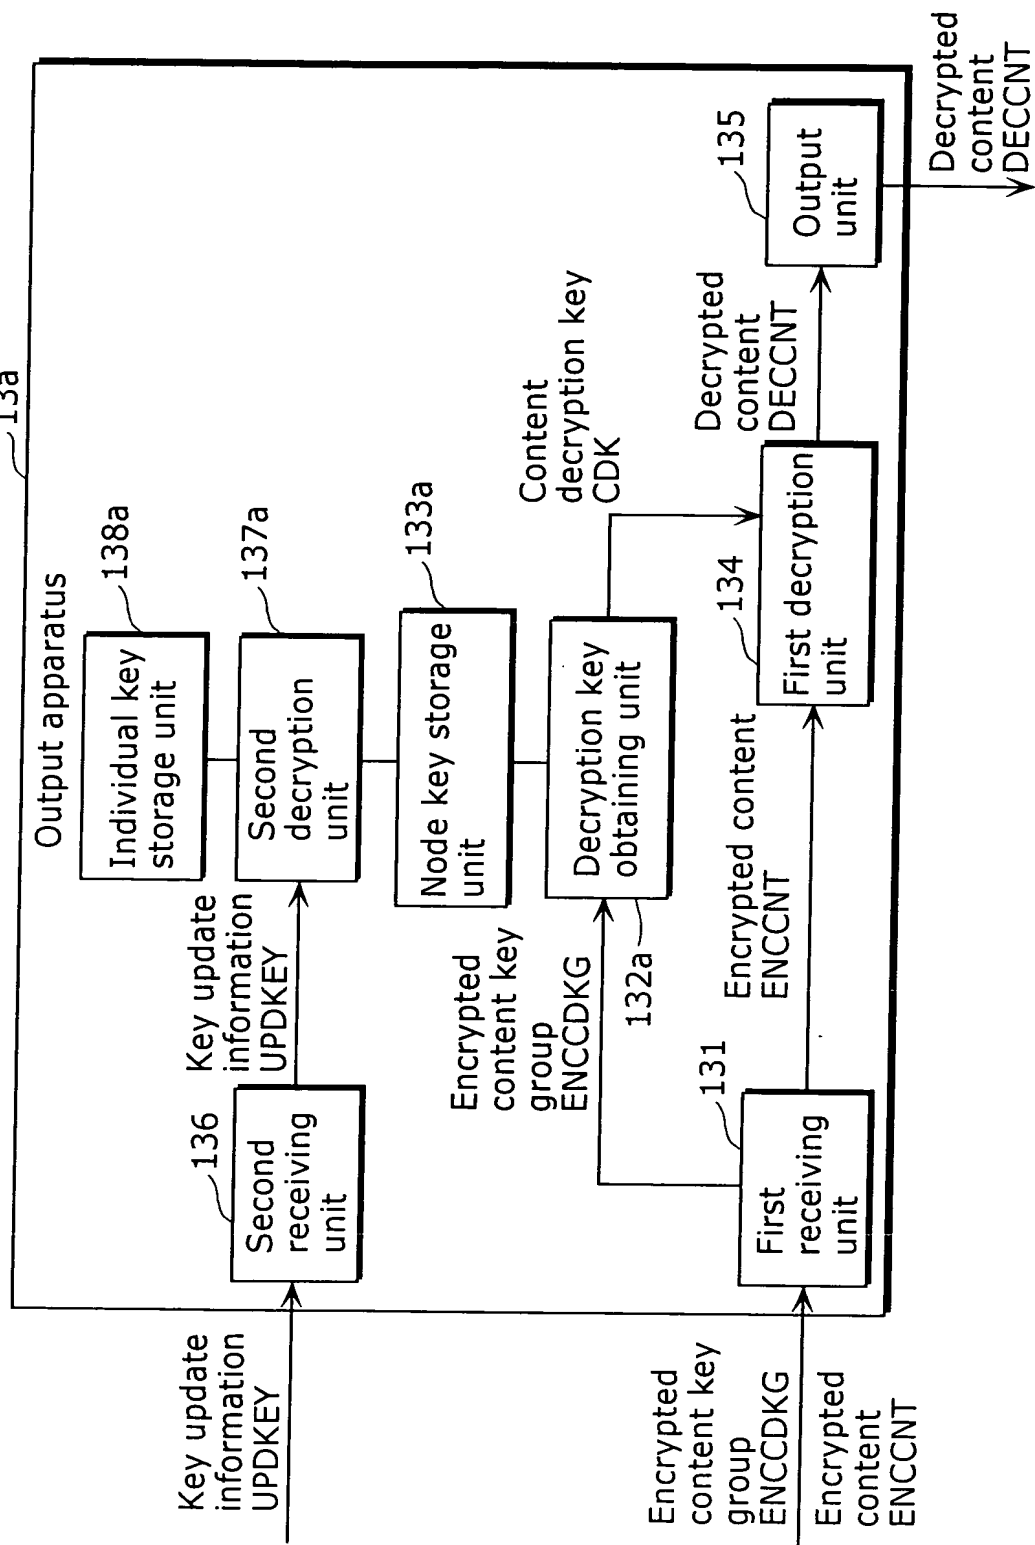 13a
Output apparatus
Individual key
storage unit
138a
Key update
information
UPDKEY
136
Second
receiving
unit
Key update
information
UPDKEY
Second
decryption
unit
137a
Node key storage
unit
133a
Encrypted
content key
group
ENCCDKG
Decryption key
obtaining unit
132a
Content
decryption key
CDK
Encrypted
content key
group
ENCCDKG
Encrypted
content
ENCCNT
131
First
receiving
unit
Encrypted content
ENCCNT
134
First decryption
unit
Decrypted
content
DECCNT
135
Output
unit
Decrypted
content
DECCNT